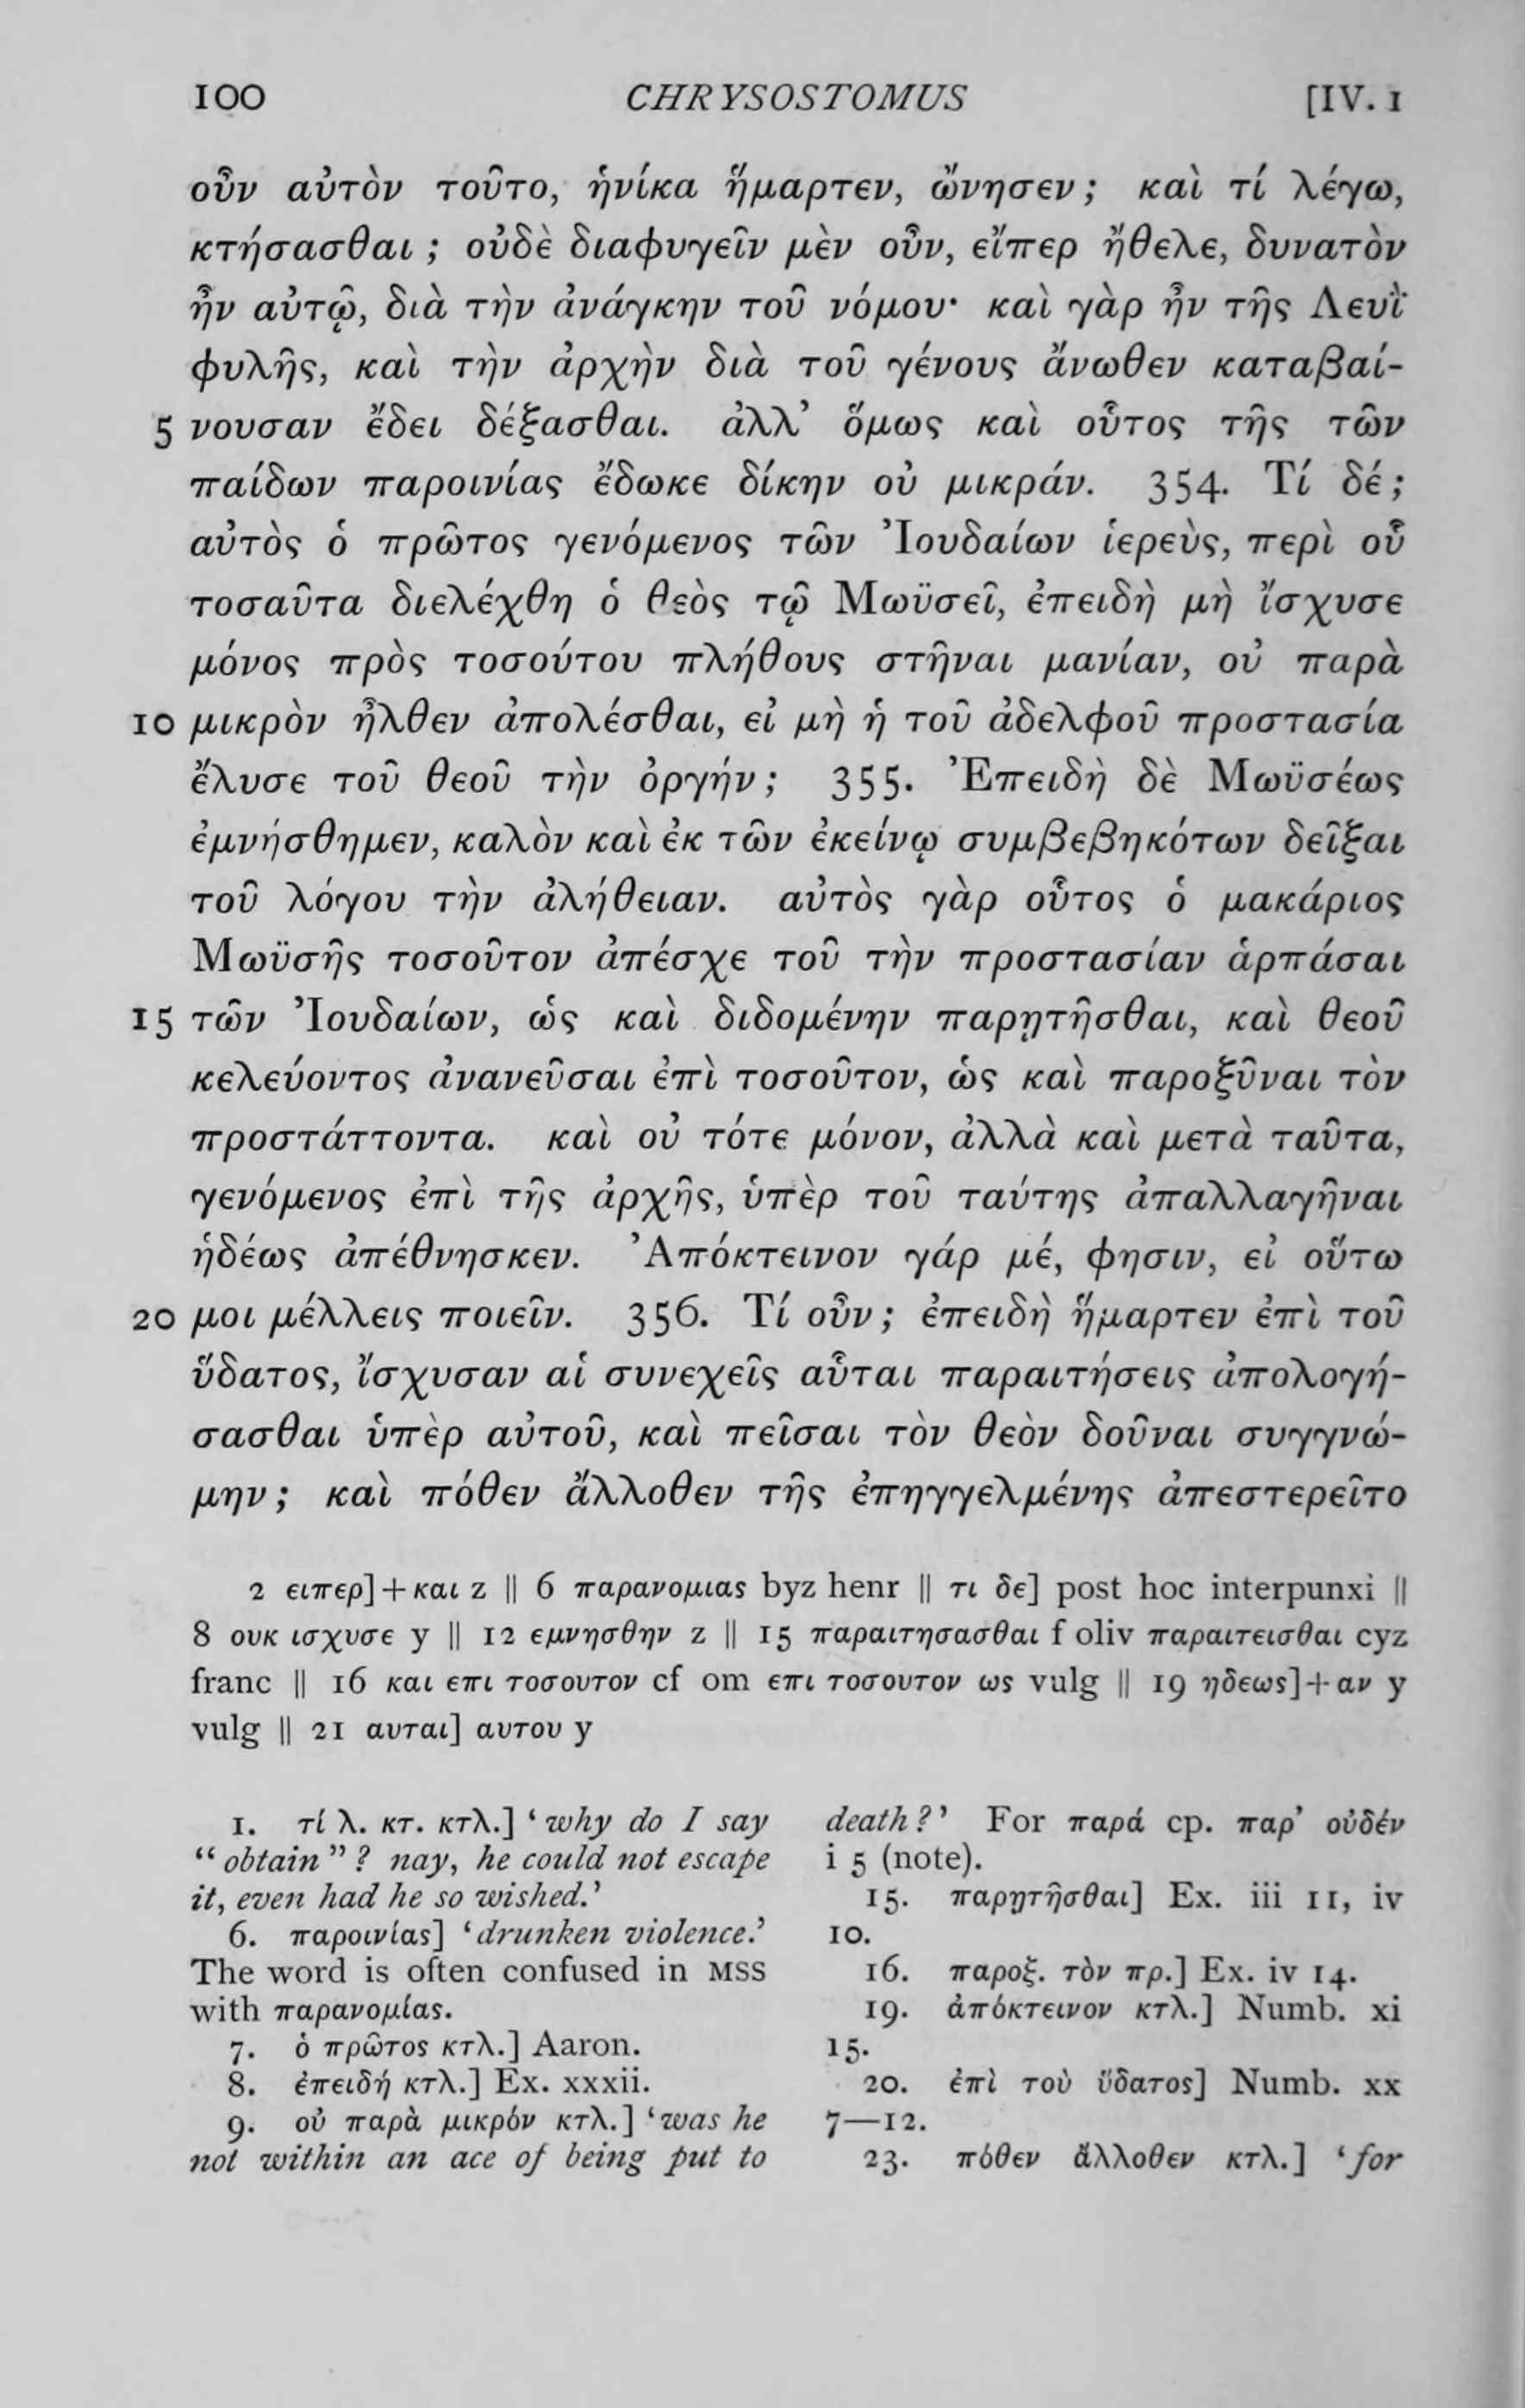 100 CHRYSOSTOMUS [IV. 1
οὖν αὐτὸν τοῦτο, ἡνίκα ἥμαρτεν, ὤνησεν; καὶ τί λέγω,
κτήσασθαι; οὐδὲ διαφυγεῖν μὲν οὖν, εἴπερ ἤθελε, δυνατὸν
ἦν αὐτῷ, διὰ τὴν ἀνάγκην τοῦ νόμου· καὶ γὰρ ἦν τῆς Λευῒ
φυλῆς, καὶ τὴν ἀρχὴν διὰ τοῦ γένους ἄνωθεν καταβαί-
5 νουσαν ἔδει δέξασθαι. ἀλλ’ ὅμως καὶ οὗτος τῆς τῶν
παίδων παροινίας ἔδωκε δίκην οὐ μικράν. 354. Τί δέ;
αὐτὸς ὁ πρῶτος γενόμενος τῶν Ἰουδαίων ἱερεὺς, περὶ οὗ
τοσαῦτα διελέχθη ὁ θεὸς τῷ Μωϋσεῖ, ἐπειδὴ μὴ ἴσχυσε
μόνος πρὸς τοσούτου πλήθους στῆναι μανίαν, οὐ παρὰ
10 μικρὸν ἦλθεν ἀπολέσθαι, εἰ μὴ ἡ τοῦ ἀδελφοῦ προστασία
ἔλυσε τοῦ θεοῦ τὴν ὀργήν; 355. Ἐπειδὴ δὲ Μωϋσέως
ἐμνήσθημεν, καλὸν καὶ ἐκ τῶν ἐκείνῳ συμβεβηκότων δεῖξαι
τοῦ λόγου τὴν ἀλήθειαν. αὐτὸς γὰρ οὗτος ὁ μακάριος
Μωϋσῆς τοσοῦτον ἀπέσχε τοῦ τὴν προστασίαν ἁρπάσαι
15 τῶν Ἰουδαίων, ὡς καὶ διδομένην παρῃτῆσθαι, καὶ θεοῦ
κελεύοντος ἀνανεῦσαι ἐπὶ τοσοῦτον, ὡς καὶ παροξῦναι τὸν
προστάττοντα. καὶ οὐ τότε μόνον, ἀλλὰ καὶ μετὰ ταῦτα,
γενόμενος ἐπὶ τῆς ἀρχῆς, ὑπὲρ τοῦ ταύτης ἀπαλλαγῆναι
ἡδέως ἀπέθνησκεν. Ἀπόκτεινον γάρ μέ, φησιν, εἰ οὕτω
20 μοι μέλλεις ποιεῖν. 356. Τί οὖν; ἐπειδὴ ἥμαρτεν ἐπὶ τοῦ
ὕδατος, ἴσχυσαν αἱ συνεχεῖς αὗται παραιτήσεις ἀπολογή-
σασθαι ὑπὲρ αὐτοῦ, καὶ πεῖσαι τὸν θεὸν δοῦναι συγγνώ-
μην; καὶ πόθεν ἄλλοθεν τῆς ἐπηγγελμένης ἀπεστερεῖτο
2 ειπερ]+και z || 6 παρανομιας byz henr || τι δε] post hoc interpunxi ||
8 ουκ ισχυσε y || 12 εμνησθην z || 15 παραιτησασθαι f oliv παραιτεισθαι cyz
franc || 16 και επι τοσουτον cf om επι τοσουτον ως vulg || 19 ηδεως]+αν y
vulg || 21 αυται] αυτου y
1. τί λ. κτ. κτλ.] ‘why do I say
“obtain”? nay, he could not escape
it, even had he so wished.’
6. παροινίας] ‘drunken violence.’
The word is often confused in MSS
with παρανομίας.
7. ὁ πρῶτος κτλ.] Aaron.
8. ἐπειδή κτλ.] Ex. xxxii.
9. οὐ παρὰ μικρόν κτλ.] ‘was he
not within an ace of being put to
death?’ For παρά cp. παρ’ οὐδέν
i 5 (note).
15. παρῃτῆσθαι] Ex. iii 11, iv
10.
16. παροξ. τὸν πρ.] Ex. iv 14.
19. ἀπόκτεινον κτλ.] Numb. xi
15.
20. ἐπὶ τοῦ ὕδατος] Numb. xx
7—12.
23. πόθεν ἄλλοθεν κτλ.] ‘for